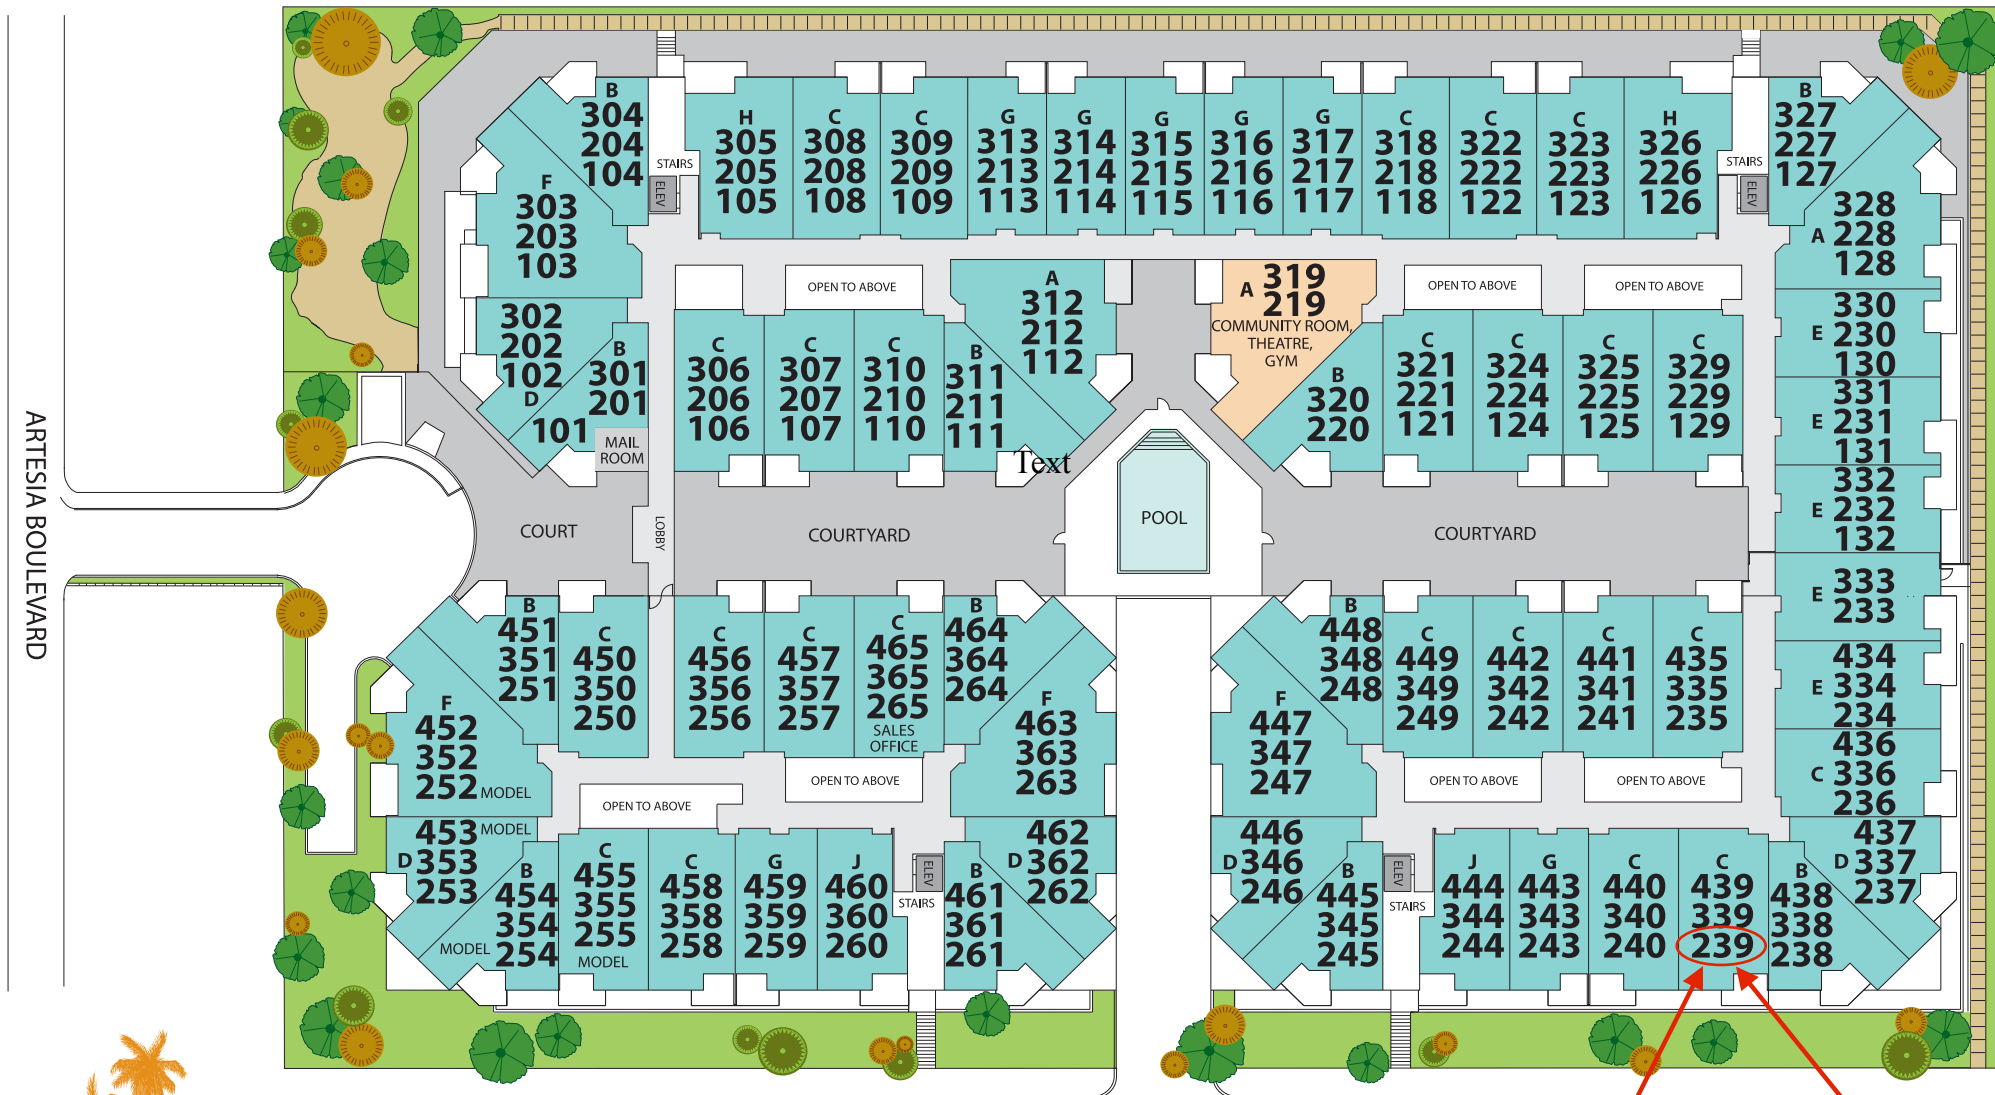 ARTESIA BOULEVARD
B
304
204
104
STAIRS
ELEV
H
305
205
105
C
308
208
108
C
309
209
109
G
313
213
113
G
314
214
114
G
315
215
115
G
316
216
116
G
317
217
117
C
318
218
118
C
322
222
122
C
323
223
123
H
326
226
126
STAIRS
ELEV
B
327
227
127
F
303
203
103
328
A 228
128
302
202
102
D
B
301
201
101
MAIL
ROOM
OPEN TO ABOVE
C
306
206
106
C
307
207
107
C
310
210
110
B
311
211
111
A
312
212
112
Text
A 319
219
COMMUNITY ROOM,
THEATRE,
GYM
B
320
220
OPEN TO ABOVE
OPEN TO ABOVE
C
321
221
121
C
324
224
124
C
325
225
125
C
329
229
129
330
E 230
130
331
E 231
131
332
E 232
132
COURT
LOBBY
COURTYARD
POOL
COURTYARD
333
E 233
434
E 334
234
436
C 336
236
B
451
351
251
C
450
350
250
C
456
356
256
C
457
357
257
C
465
365
265
SALES
OFFICE
B
464
364
264
F
463
363
263
F
452
352
252 MODEL
OPEN TO ABOVE
OPEN TO ABOVE
B
448
348
248
F
447
347
247
C
449
349
249
C
442
342
242
C
441
341
241
C
435
335
235
OPEN TO ABOVE
OPEN TO ABOVE
453 MODEL
D 353
253
B
454
354
MODEL 254
C
455
355
255
MODEL
C
458
358
258
G
459
359
259
J
460
360
260
ELEV
STAIRS
B
461
361
261
462
D 362
262
446
D 346
246
B
445
345
245
ELEV
STAIRS
J
444
344
244
G
443
343
243
C
440
340
240
C
439
339
239
B
438
338
238
437
D 337
237